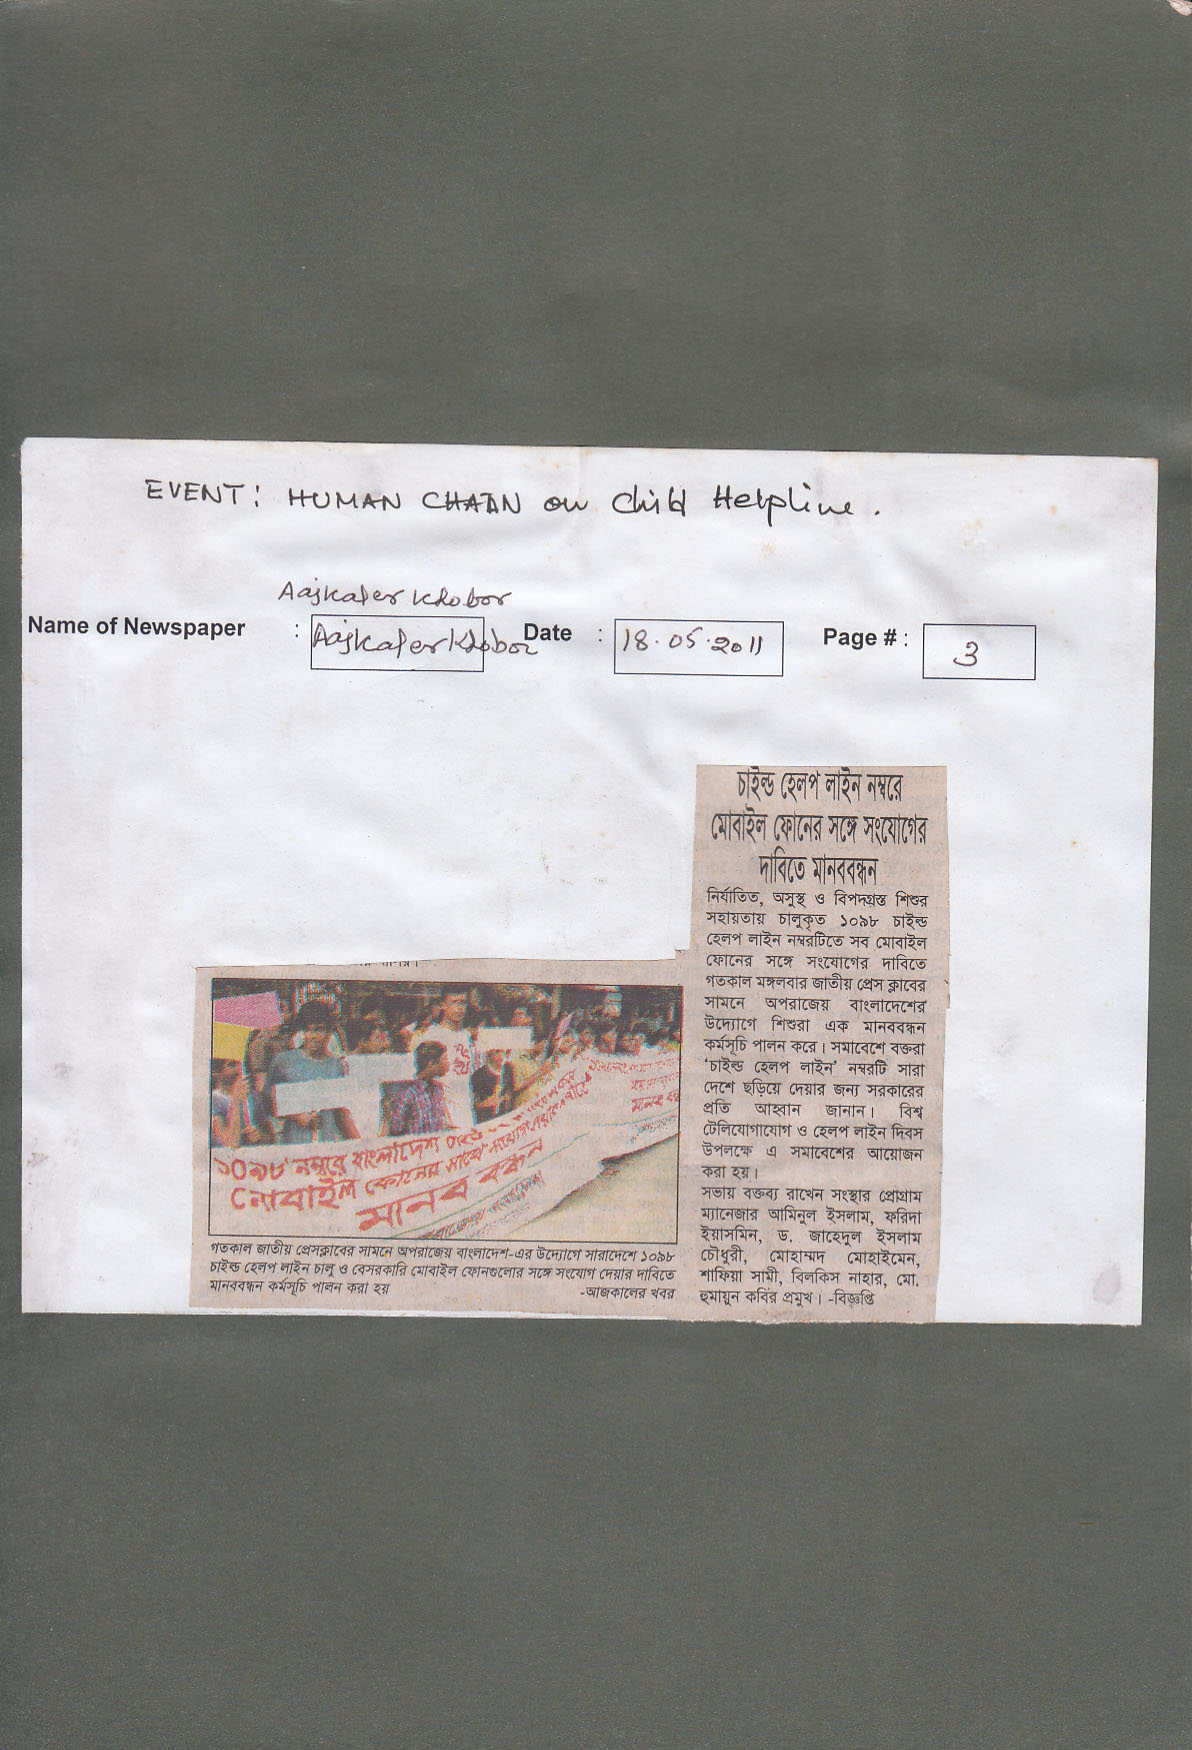 EVENT: HUMAN CHAIN on Child Helpline.
Aajkaler Khobor
Name of Newspaper : Aajkaler Khobor Date : 18.05.2011 Page # : 3
চাইল্ড হেলপ লাইন নম্বরে
মোবাইল ফোনের সঙ্গে সংযোগের
দাবিতে মানববন্ধন
নির্যাতিত, অসুস্থ ও বিপদগ্রস্ত শিশুর
সহায়তায় চালুকৃত ১০৯৮ চাইল্ড
হেলপ লাইন নম্বরটিতে সব মোবাইল
ফোনের সঙ্গে সংযোগের দাবিতে
গতকাল মঙ্গলবার জাতীয় প্রেস ক্লাবের
সামনে অপরাজেয় বাংলাদেশের
উদ্যোগে শিশুরা এক মানববন্ধন
কর্মসূচি পালন করে। সমাবেশে বক্তরা
‘চাইল্ড হেলপ লাইন’ নম্বরটি সারা
দেশে ছড়িয়ে দেয়ার জন্য সরকারের
প্রতি আহ্বান জানান। বিশ্ব
টেলিযোগাযোগ ও হেলপ লাইন দিবস
উপলক্ষে এ সমাবেশের আয়োজন
করা হয়।
সভায় বক্তব্য রাখেন সংস্থার প্রোগ্রাম
ম্যানেজার আমিনুল ইসলাম, ফরিদা
ইয়াসমিন, ড. জাহেদুল ইসলাম
চৌধুরী, মোহাম্মদ মোহাইমেন,
শাফিয়া সামী, বিলকিস নাহার, মো.
হুমায়ুন কবির প্রমুখ। -বিজ্ঞপ্তি
১০৯৮ নম্বরে বাংলাদেশ
মোবাইল ফোনের সাথে
মানব বন্ধন
মানব
গতকাল জাতীয় প্রেসক্লাবের সামনে অপরাজেয় বাংলাদেশ-এর উদ্যোগে সারাদেশে ১০৯৮
চাইল্ড হেলপ লাইন চালু ও বেসরকারি মোবাইল ফোনগুলোর সঙ্গে সংযোগ দেয়ার দাবিতে
মানববন্ধন কর্মসূচি পালন করা হয় -আজকালের খবর